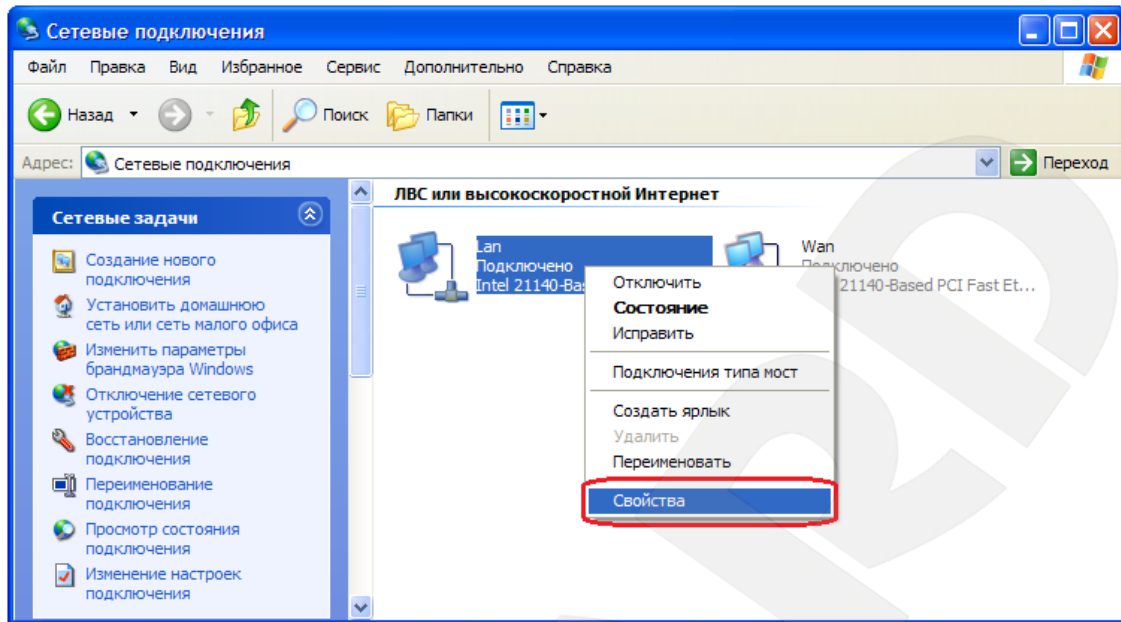 Сетевые подключения
Файл Правка Вид Избранное Сервис Дополнительно Справка
Назад Поиск Папки
Адрес: Сетевые подключения Переход
Сетевые задачи
Создание нового
подключения
Установить домашнюю
сеть или сеть малого офиса
Изменить параметры
брандмауэра Windows
Отключение сетевого
устройства
Восстановление
подключения
Переименование
подключения
Просмотр состояния
подключения
Изменение настроек
подключения
ЛВС или высокоскоростной Интернет
Lan
Подключено
Intel 21140-Ba
Wan
ключено
21140-Based PCI Fast Et...
Отключить
Состояние
Исправить
Подключения типа мост
Создать ярлык
Удалить
Переименовать
Свойства